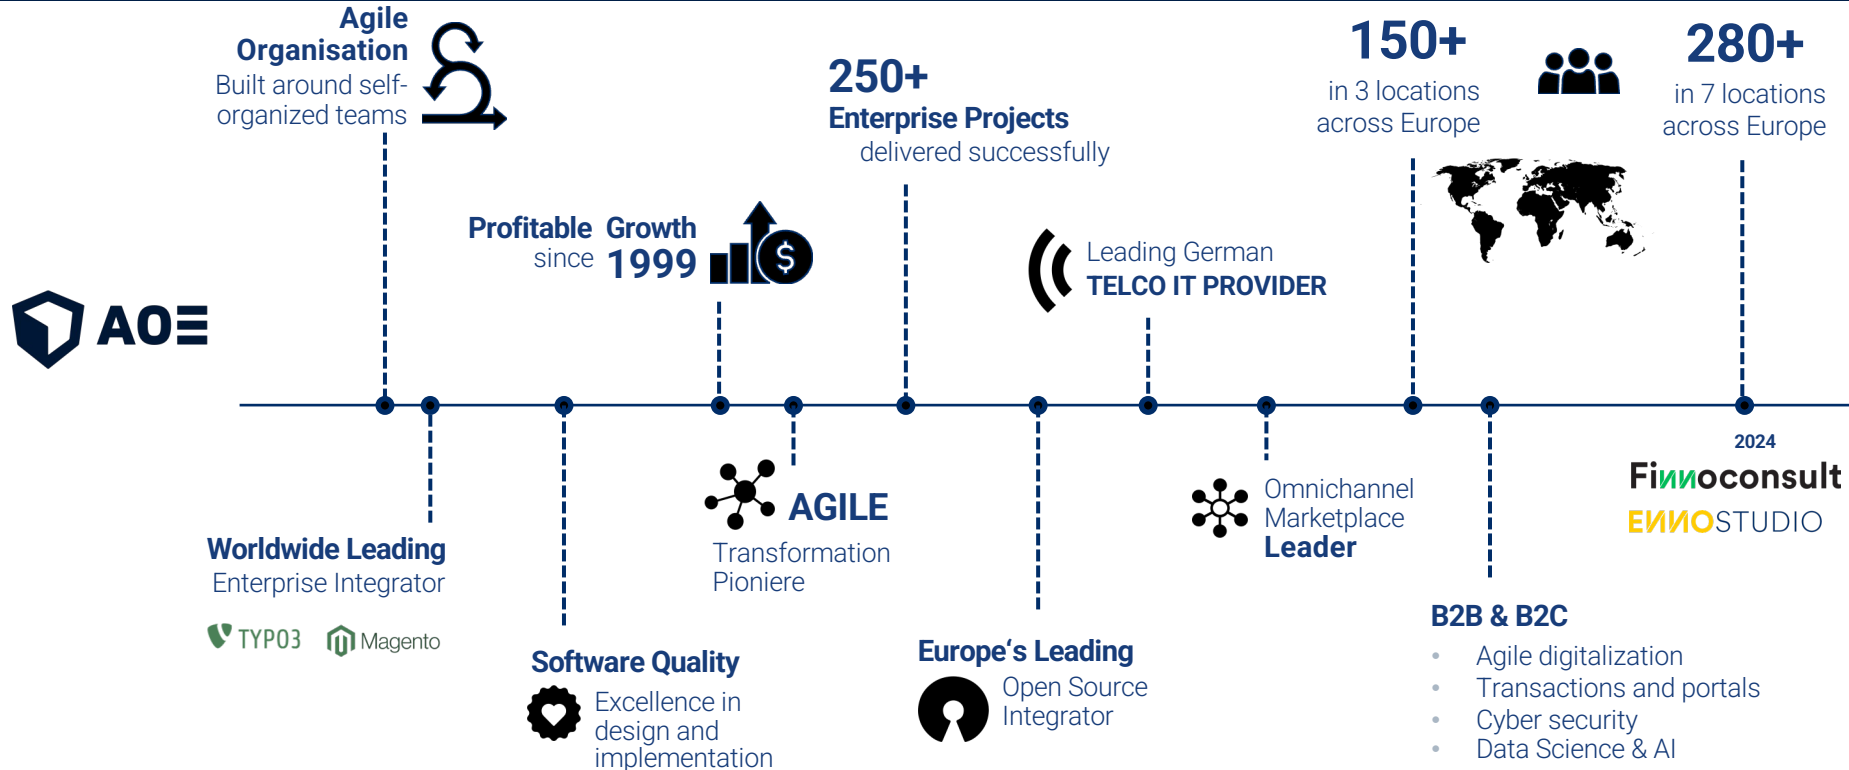 Agile
Organisation
Built around self-
organized teams
250+
Enterprise Projects
delivered successfully
150+
in 3 locations
across Europe
280+
in 7 locations
across Europe
Profitable Growth
since 1999
$
Leading German
TELCO IT PROVIDER
AOE
Worldwide Leading
Enterprise Integrator
TYPO3 Magento
Software Quality
Excellence in
design and
implementation
AGILE
Transformation
Pioniere
Europe‘s Leading
Open Source
Integrator
Omnichannel
Marketplace
Leader
B2B & B2C
• Agile digitalization
• Transactions and portals
• Cyber security
• Data Science & AI
2024
Finnoconsult
ENNOSTUDIO